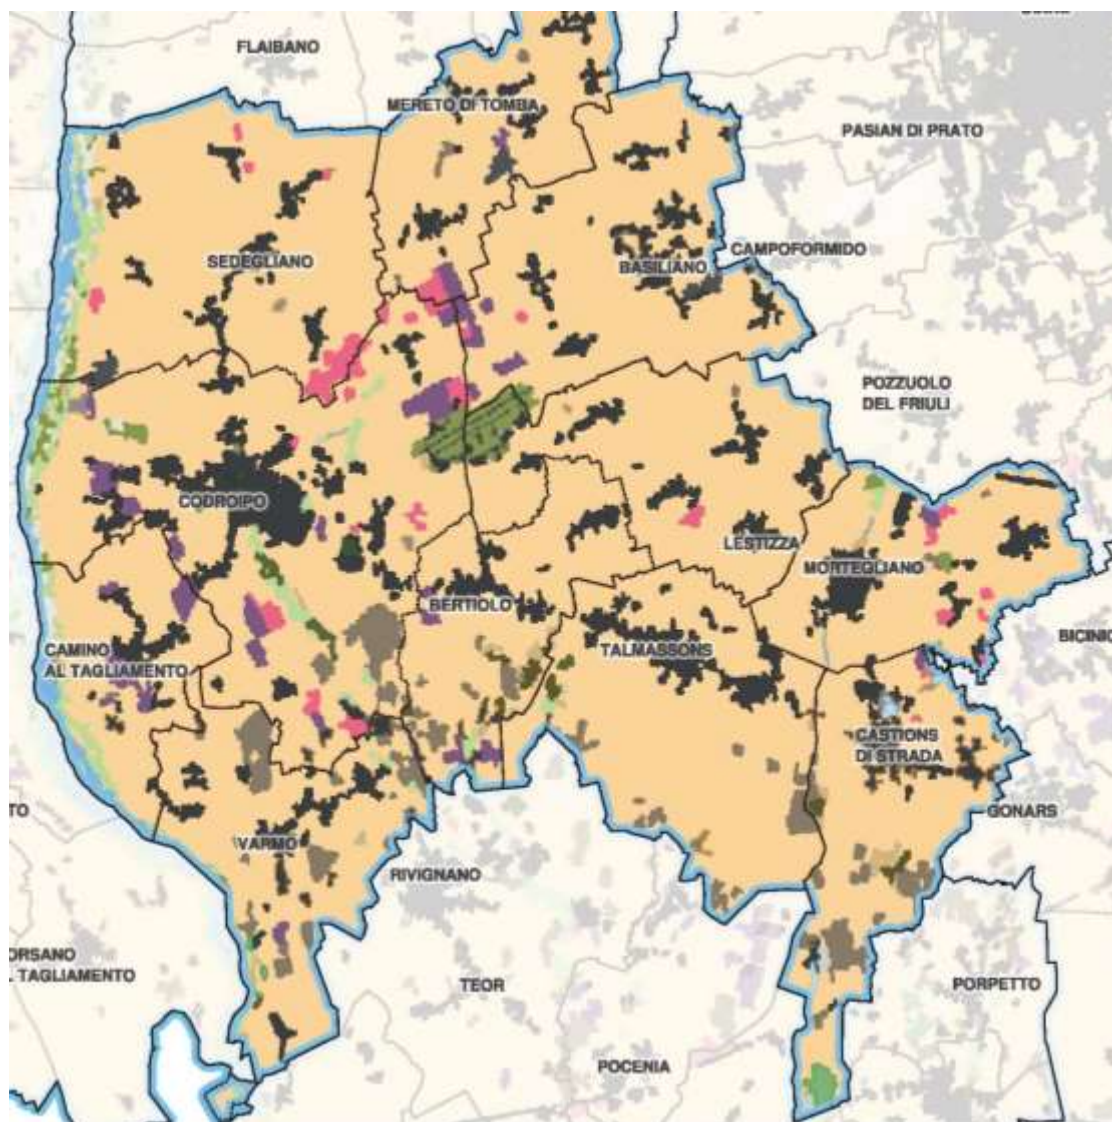 FLAIBANO
MERETO DI TOMBA
PASIAN DI PRATO
SEDEGLIANO
BASILIANO
CAMPOFORMIDO
POZZUOLO
DEL FRIULI
CODROIPO
LESTIZZA
MORTEGLIANO
BERTIOLO
CAMINO
AL TAGLIAMENTO
TALMASSONS
BICINIC
CASTIONS
DI STRADA
TO
GONARS
VARMO
RIVIGNANO
ORSANO
TAGLIAMENTO
TEOR
PORPETTO
POCENIA